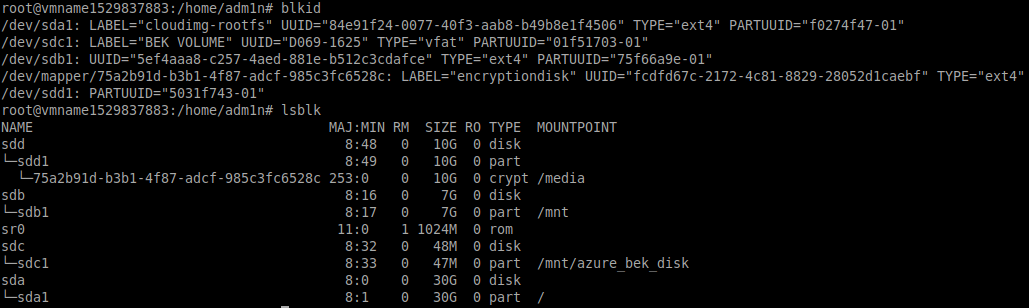 root@vmname1529837883:/home/adm1n# blkid
/dev/sda1: LABEL="cloudimg-rootfs" UUID="84e91f24-0077-40f3-aab8-b49b8e1f4506" TYPE="ext4" PARTUUID="f0274f47-01"
/dev/sdc1: LABEL="BEK VOLUME" UUID="D069-1625" TYPE="vfat" PARTUUID="01f51703-01"
/dev/sdb1: UUID="5ef4aaa8-c257-4aed-881e-b512c3cdafce" TYPE="ext4" PARTUUID="75f66a9e-01"
/dev/mapper/75a2b91d-b3b1-4f87-adcf-985c3fc6528c: LABEL="encryptiondisk" UUID="fcdfd67c-2172-4c81-8829-28052d1caebf" TYPE="ext4"
/dev/sdd1: PARTUUID="5031f743-01"
root@vmname1529837883:/home/adm1n# lsblk
NAME MAJ:MIN RM SIZE RO TYPE MOUNTPOINT
sdd 8:48 0 10G 0 disk
└─sdd1 8:49 0 10G 0 part
└─75a2b91d-b3b1-4f87-adcf-985c3fc6528c 253:0 0 10G 0 crypt /media
sdb 8:16 0 7G 0 disk
└─sdb1 8:17 0 7G 0 part /mnt
sr0 11:0 1 1024M 0 rom
sdc 8:32 0 48M 0 disk
└─sdc1 8:33 0 47M 0 part /mnt/azure_bek_disk
sda 8:0 0 30G 0 disk
└─sda1 8:1 0 30G 0 part /